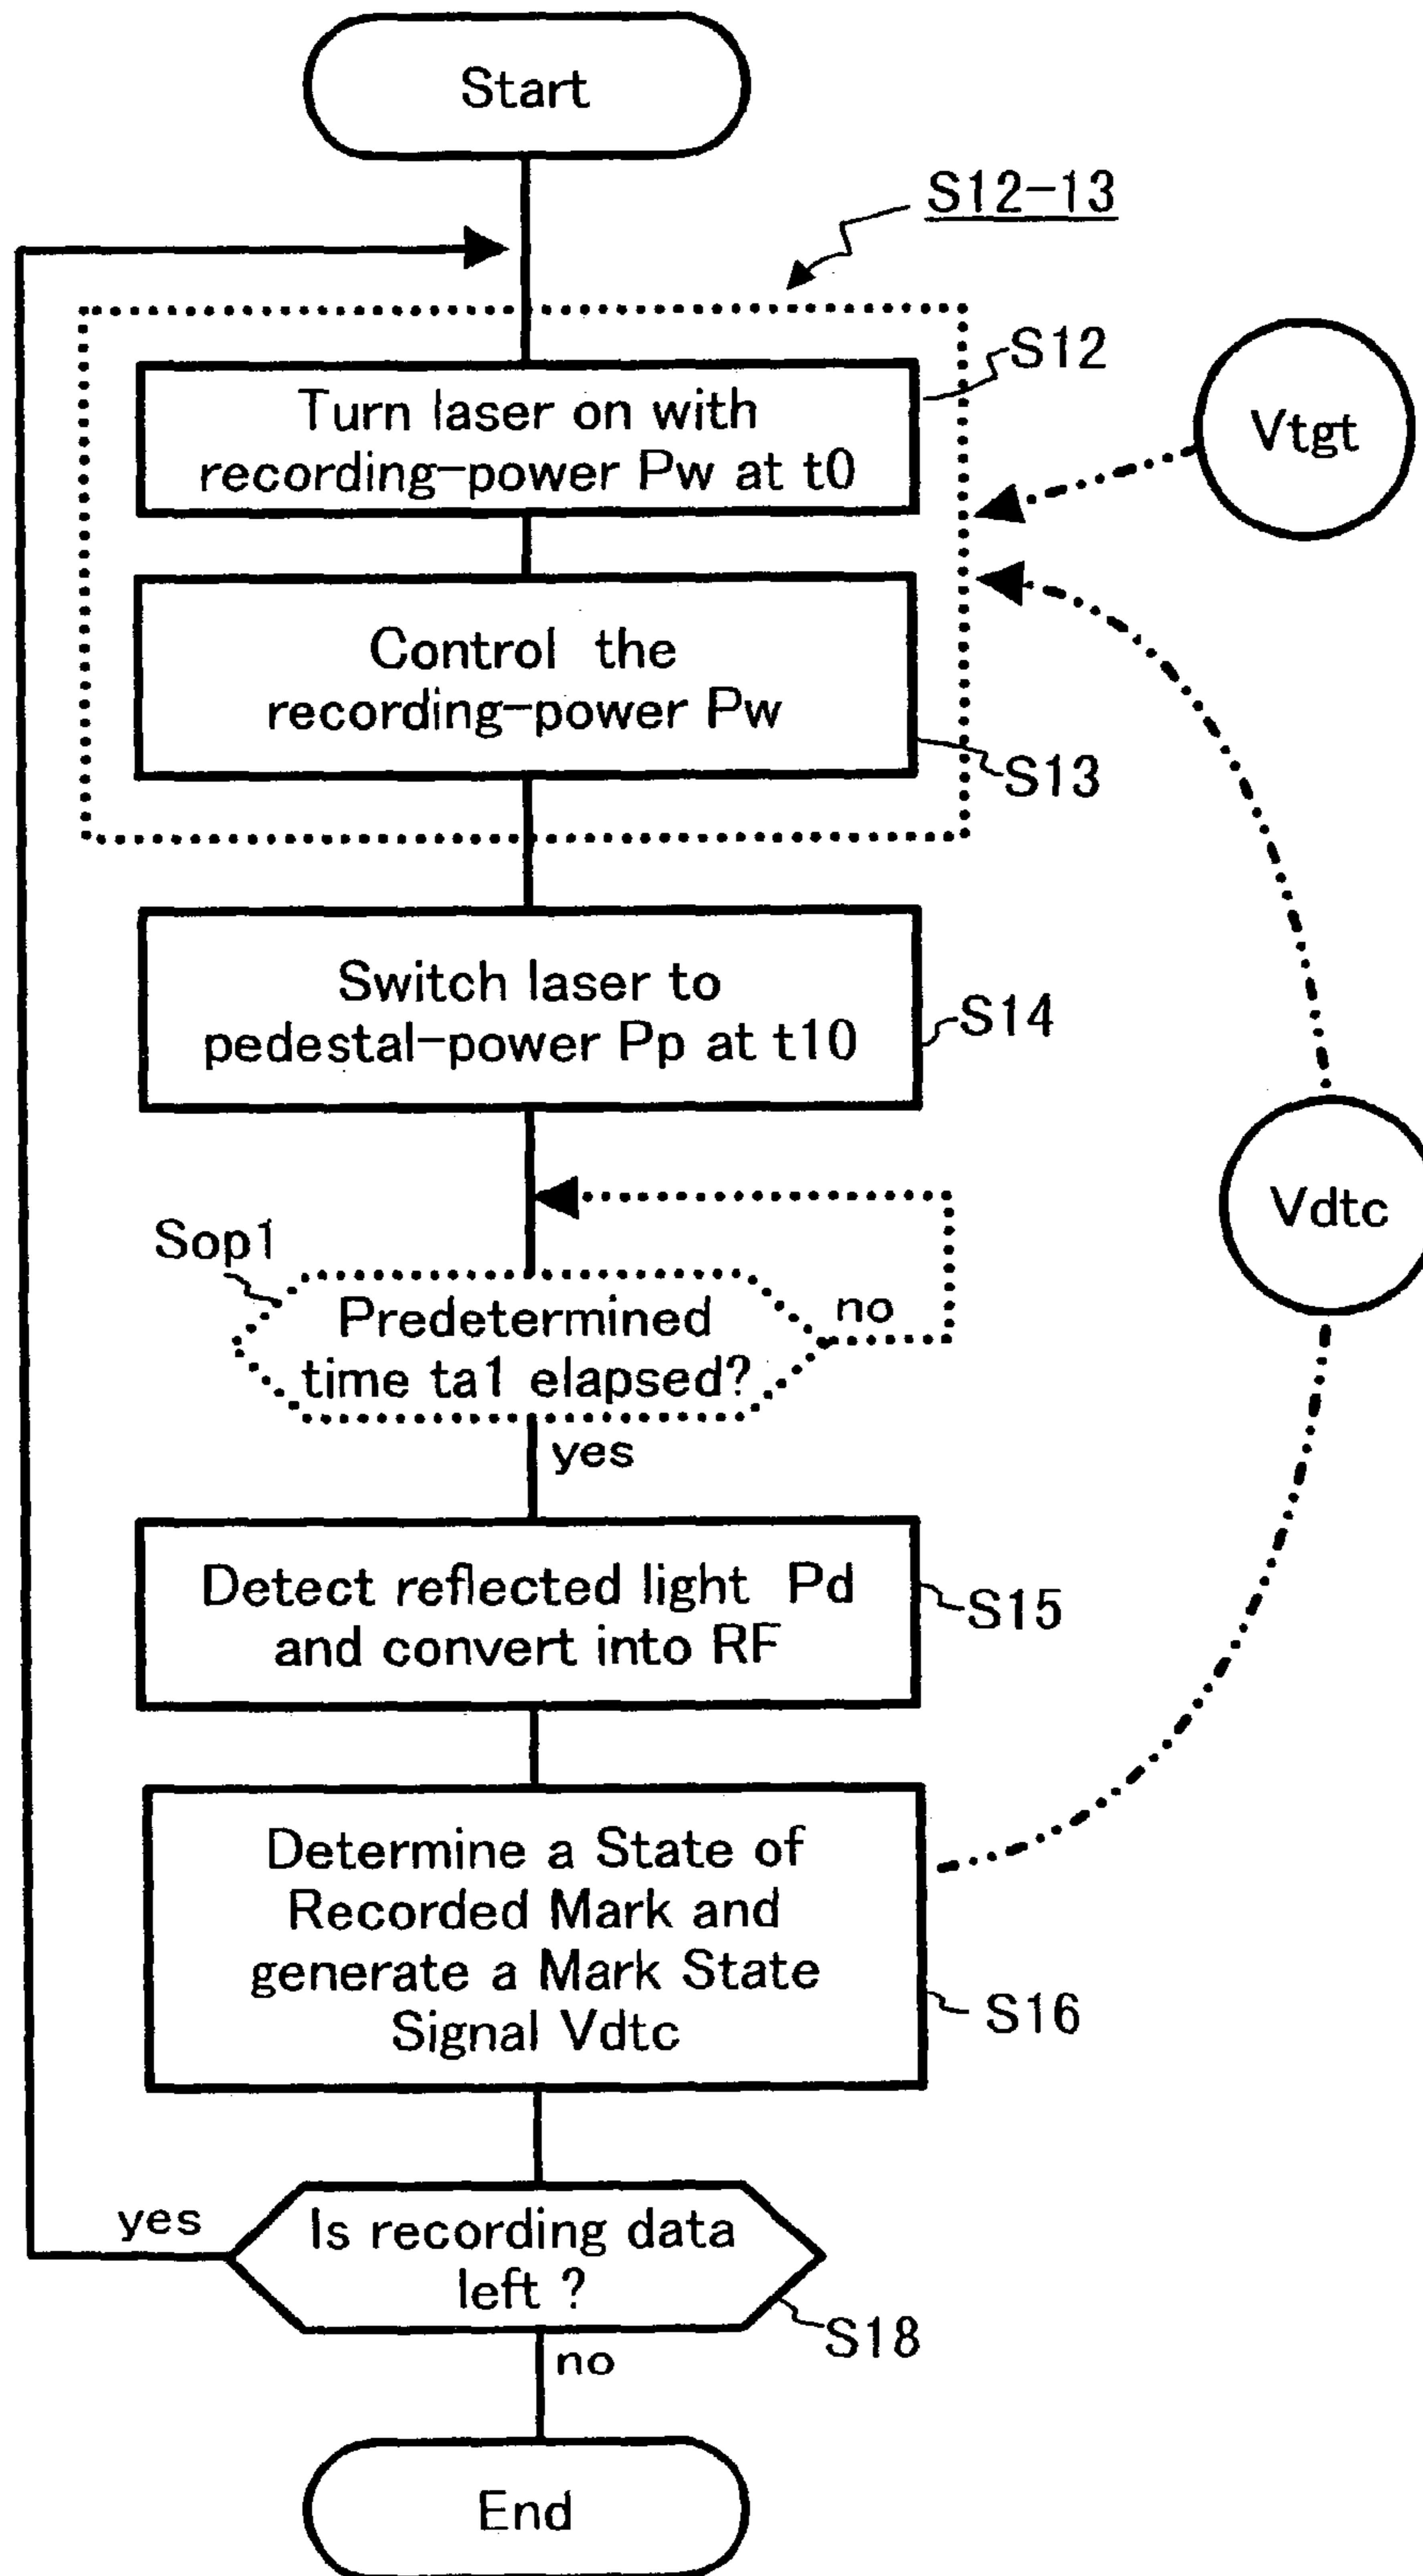 Start
S12-13
S12
Turn laser on with
recording-power Pw at t0
Vtgt
Control the
recording-power Pw
S13
Switch laser to
pedestal-power Pp at t10
S14
Vdtc
Sop1
Predetermined
time ta1 elapsed?
no
yes
Detect reflected light Pd
and convert into RF
S15
Determine a State of
Recorded Mark and
generate a Mark State
Signal Vdtc
S16
yes
Is recording data
left ?
S18
no
End